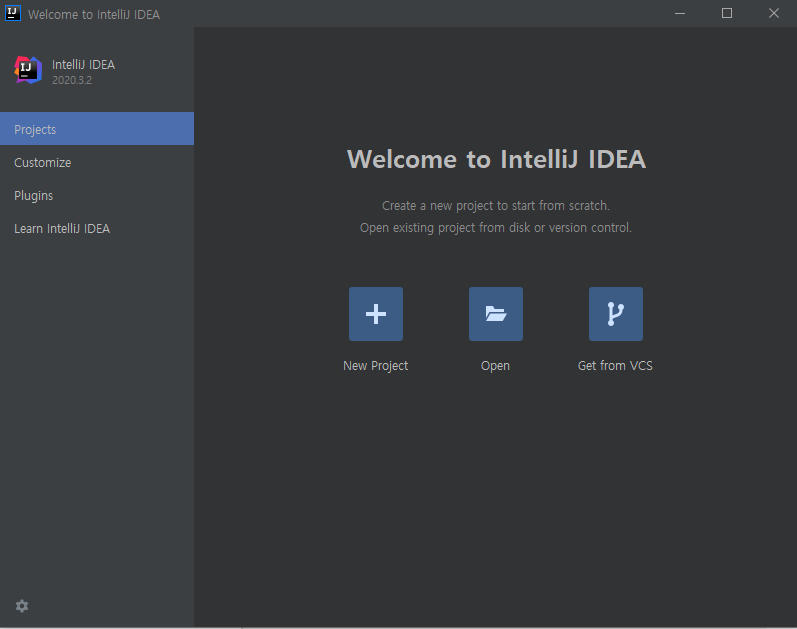 Welcome to IntelliJ IDEA
IntelliJ IDEA
2020.3.2
Projects
Customize
Plugins
Learn IntelliJ IDEA
Welcome to IntelliJ IDEA
Create a new project to start from scratch.
Open existing project from disk or version control.
New Project
Open
Get from VCS